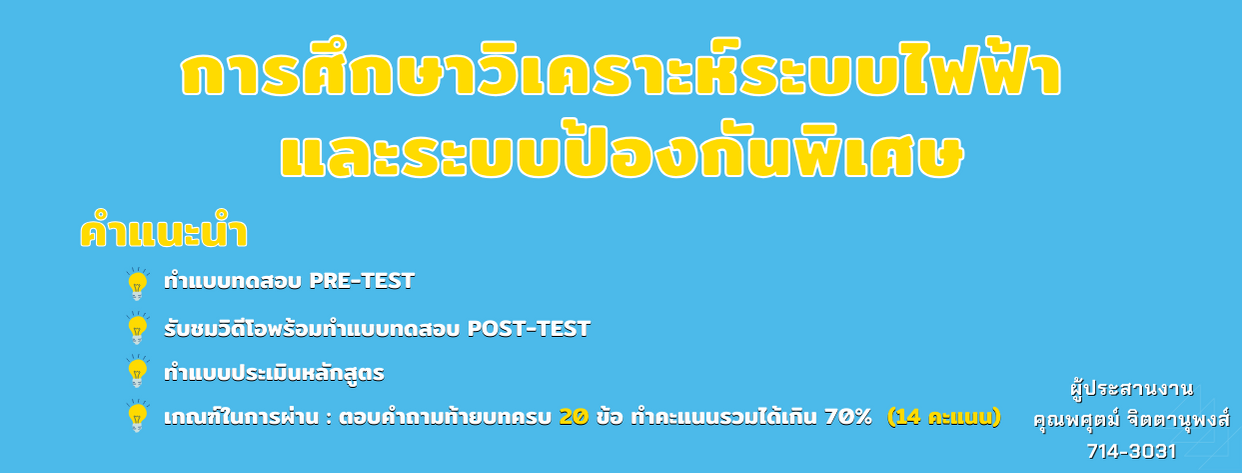 การศึกษาวิเคราะห์ระบบไฟฟ้า
และระบบป้องกันพิเศษ
คำแนะนำ
ทำแบบทดสอบ PRE-TEST
รับชมวิดีโอพร้อมทำแบบทดสอบ POST-TEST
ทำแบบประเมินหลักสูตร
เกณฑ์ในการผ่าน : ตอบคำถามท้ายบทครบ 20 ข้อ ทำคะแนนรวมได้เกิน 70% (14 คะแนน)
ผู้ประสานงาน
คุณพศุตม์ จิตตานุพงส์
714-3031